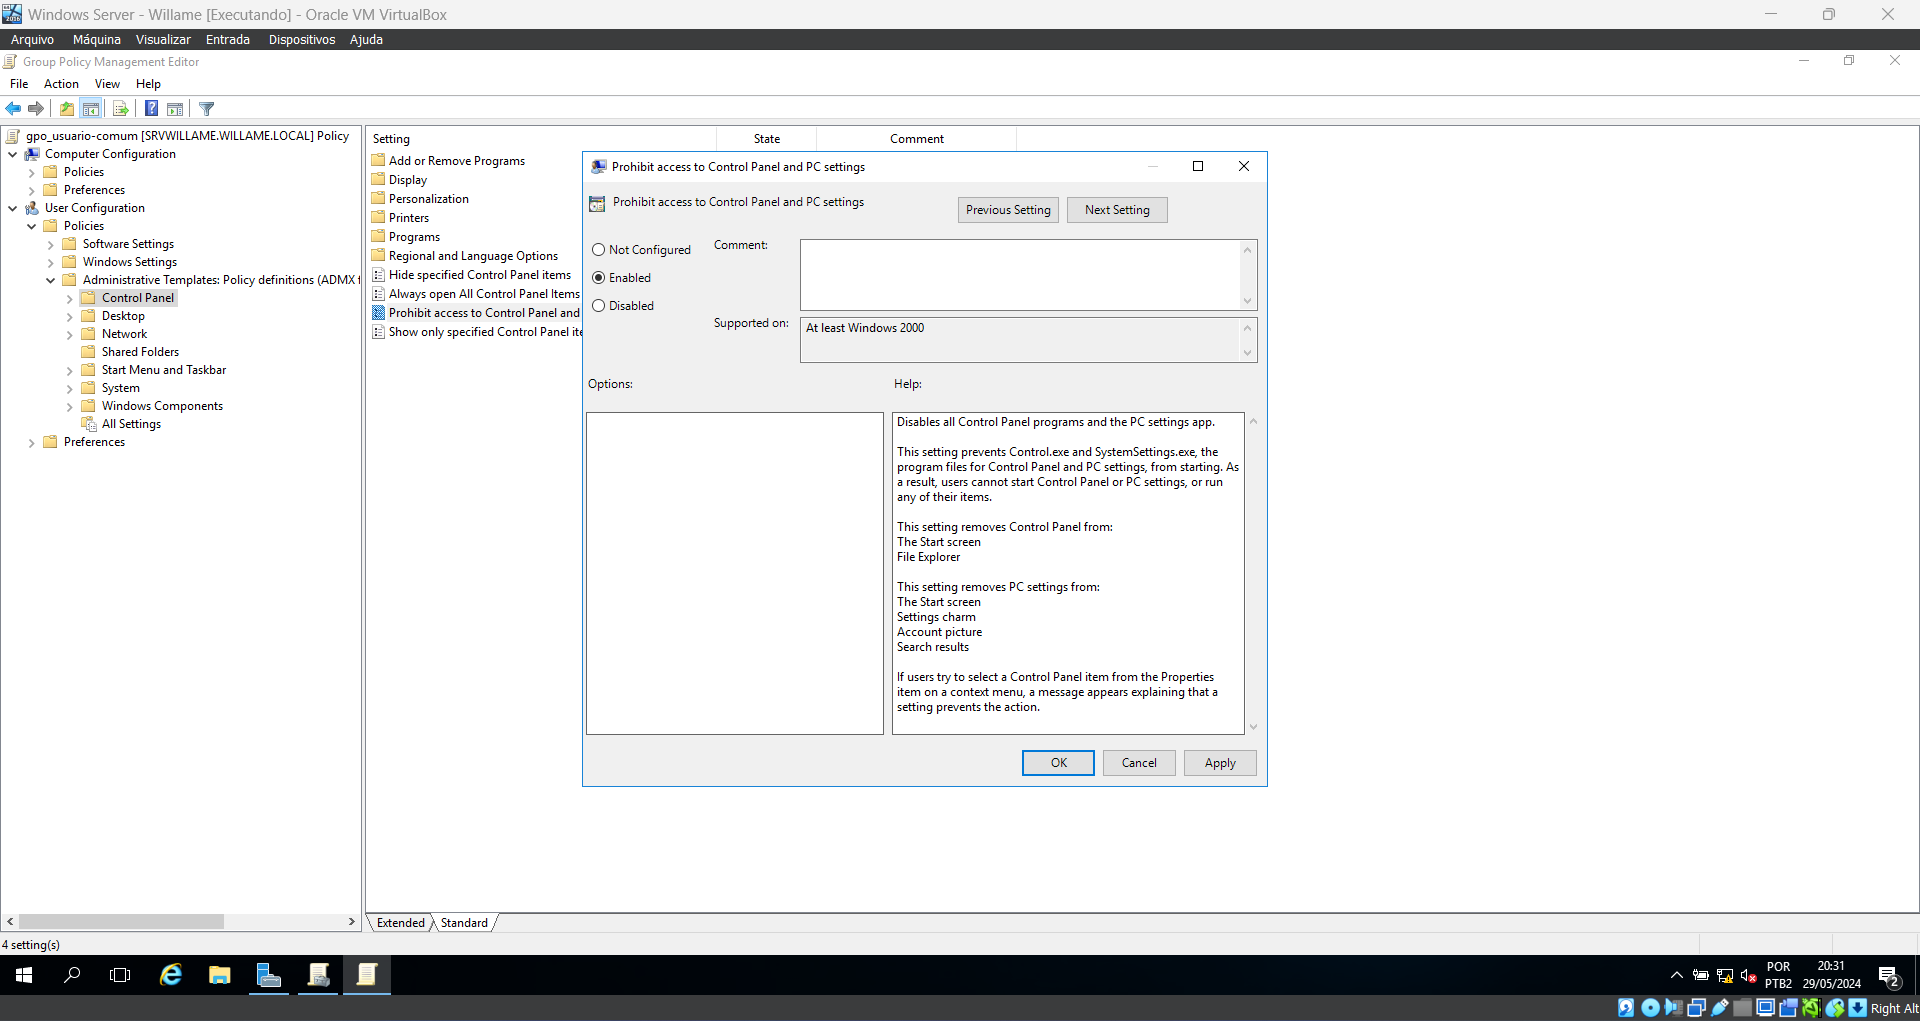 Windows Server - Willame [Executando] - Oracle VM VirtualBox
Arquivo Máquina Visualizar Entrada Dispositivos Ajuda
Group Policy Management Editor
File Action View Help
gpo_usuario-comum [SRVWILLAME.WILLAME.LOCAL] Policy
Computer Configuration
Policies
Preferences
User Configuration
Policies
Software Settings
Windows Settings
Administrative Templates: Policy definitions (ADMX f
Control Panel
Desktop
Network
Shared Folders
Start Menu and Taskbar
System
Windows Components
All Settings
Preferences
Setting State Comment
Add or Remove Programs
Display
Personalization
Printers
Programs
Regional and Language Options
Hide specified Control Panel items
Always open All Control Panel Items
Prohibit access to Control Panel and
Show only specified Control Panel ite
Prohibit access to Control Panel and PC settings
Prohibit access to Control Panel and PC settings
Previous Setting Next Setting
Not Configured
Enabled
Disabled
Comment:
Supported on: At least Windows 2000
Options: Help:
Disables all Control Panel programs and the PC settings app.
This setting prevents Control.exe and SystemSettings.exe, the
program files for Control Panel and PC settings, from starting. As
a result, users cannot start Control Panel or PC settings, or run
any of their items.
This setting removes Control Panel from:
The Start screen
File Explorer
This setting removes PC settings from:
The Start screen
Settings charm
Account picture
Search results
If users try to select a Control Panel item from the Properties
item on a context menu, a message appears explaining that a
setting prevents the action.
OK Cancel Apply
Extended Standard
4 setting(s)
POR
PTB2
20:31
29/05/2024
2
Right Alt